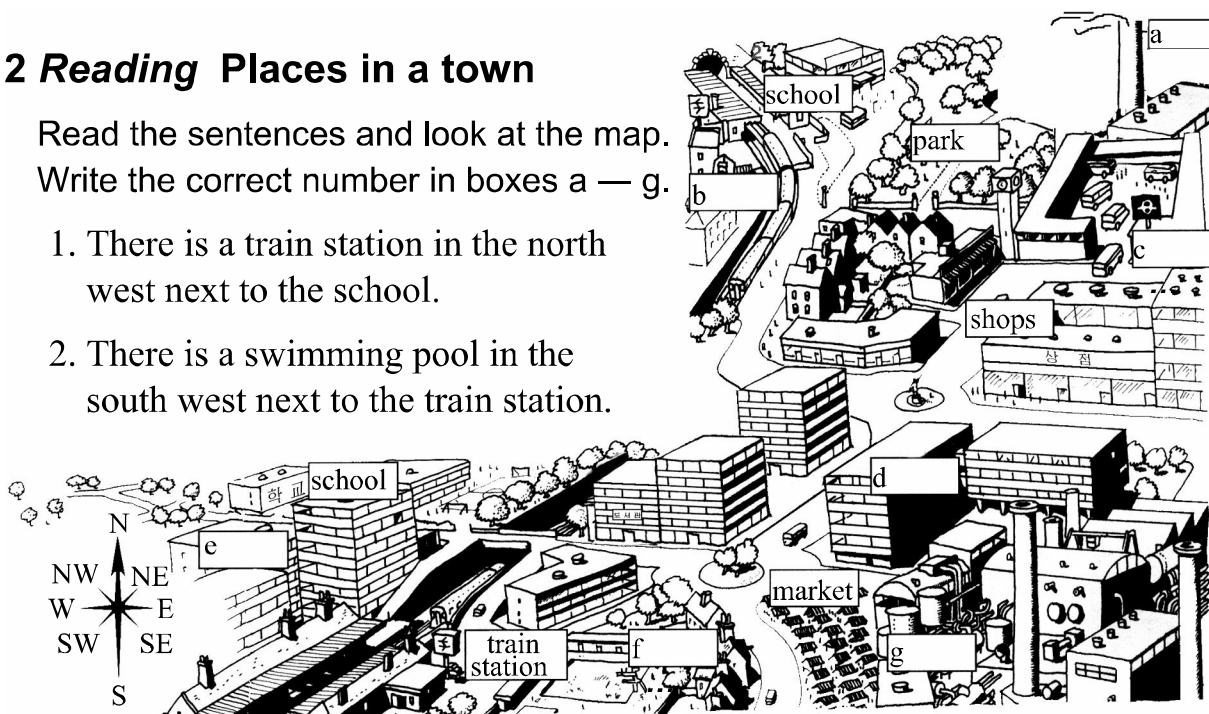 2 Reading Places in a town
Read the sentences and look at the map.
Write the correct number in boxes a — g.
1. There is a train station in the north
west next to the school.
2. There is a swimming pool in the
south west next to the train station.
a
school
park
b
c
shops
상 점
d
school
학 교
도서관
e
N
NW NE
W E
SW SE
S
market
train
station
f
g